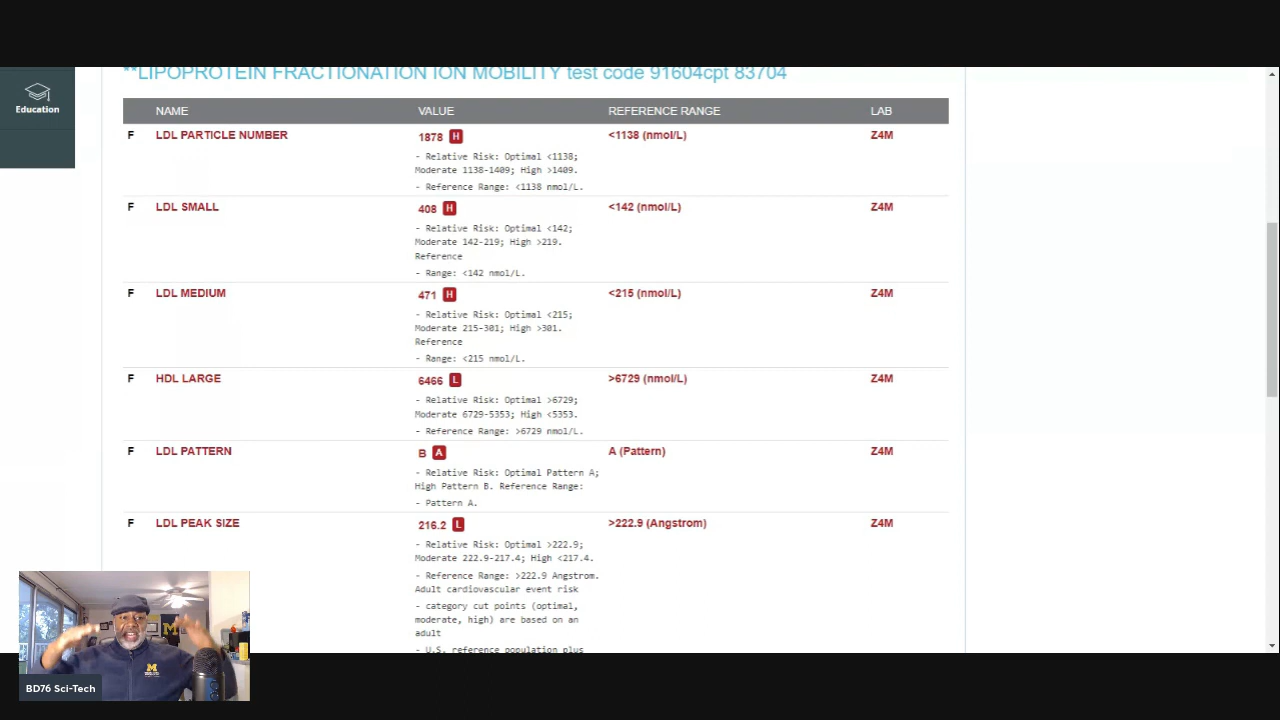 **LIPOPROTEIN FRACTIONATION ION MOBILITY test code 91604cpt 83704
Education
NAME VALUE REFERENCE RANGE LAB
F LDL PARTICLE NUMBER 1878 H <1138 (nmol/L) Z4M
- Relative Risk: Optimal <1138;
Moderate 1138-1409; High >1409.
- Reference Range: <1138 nmol/L.
F LDL SMALL 408 H <142 (nmol/L) Z4M
- Relative Risk: Optimal <142;
Moderate 142-219; High >219.
Reference
- Range: <142 nmol/L.
F LDL MEDIUM 471 H <215 (nmol/L) Z4M
- Relative Risk: Optimal <215;
Moderate 215-301; High >301.
Reference
- Range: <215 nmol/L.
F HDL LARGE 6466 L >6729 (nmol/L) Z4M
- Relative Risk: Optimal >6729;
Moderate 6729-5353; High <5353.
- Reference Range: >6729 nmol/L.
F LDL PATTERN B A A (Pattern) Z4M
- Relative Risk: Optimal Pattern A;
High Pattern B. Reference Range:
- Pattern A.
F LDL PEAK SIZE 216.2 L >222.9 (Angstrom) Z4M
- Relative Risk: Optimal >222.9;
Moderate 222.9-217.4; High <217.4.
- Reference Range: >222.9 Angstrom.
Adult cardiovascular event risk
- category cut points (optimal,
moderate, high) are based on an
adult
- U.S. reference population plus
M
M
BD76 Sci-Tech